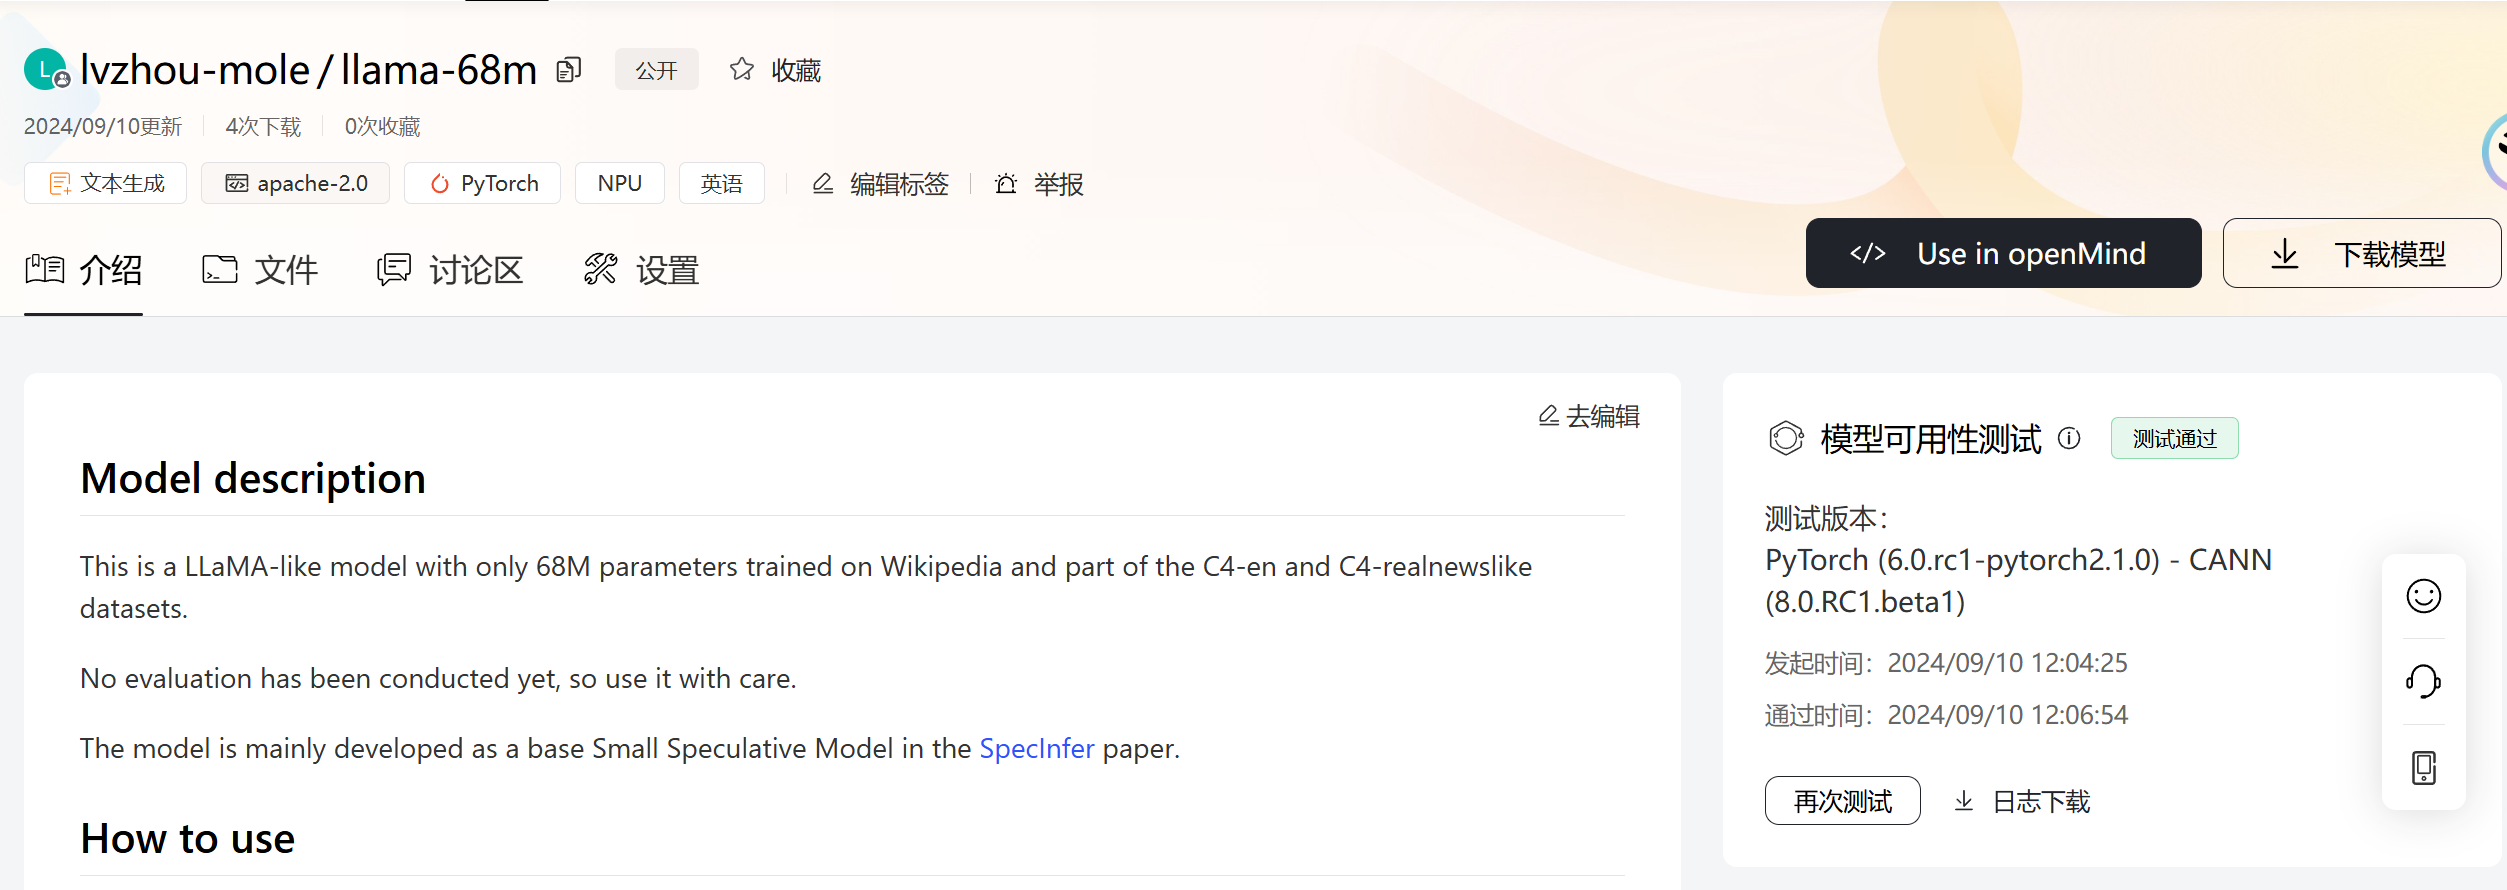 L lvzhou-mole / llama-68m 公开 收藏
2024/09/10更新 4次下载 0次收藏
文本生成 apache-2.0 PyTorch NPU 英语 编辑标签 举报
介绍 文件 讨论区 设置
Use in openMind 下载模型
去编辑
Model description
This is a LLaMA-like model with only 68M parameters trained on Wikipedia and part of the C4-en and C4-realnewslike
datasets.
No evaluation has been conducted yet, so use it with care.
The model is mainly developed as a base Small Speculative Model in the SpecInfer paper.
How to use
模型可用性测试 测试通过
测试版本：
PyTorch (6.0.rc1-pytorch2.1.0) - CANN
(8.0.RC1.beta1)
发起时间：2024/09/10 12:04:25
通过时间：2024/09/10 12:06:54
再次测试 日志下载